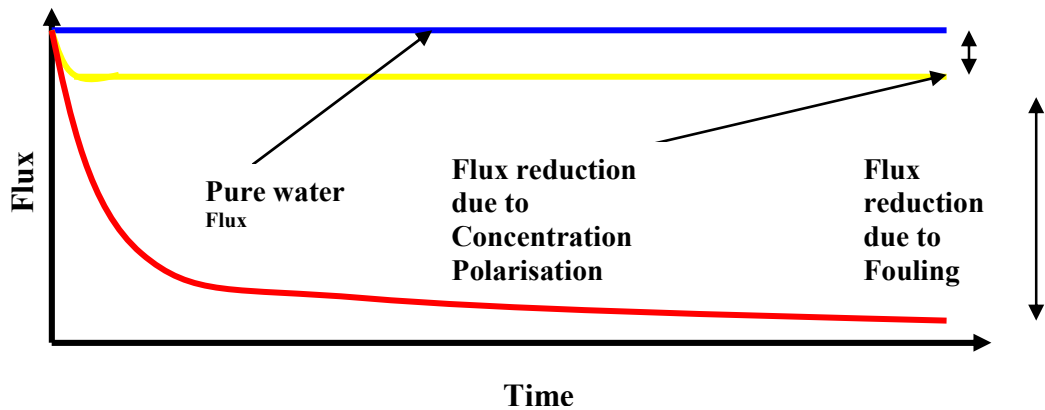 Flux
Pure water
Flux
Flux reduction
due to
Concentration
Polarisation
Flux
reduction
due to
Fouling
Time